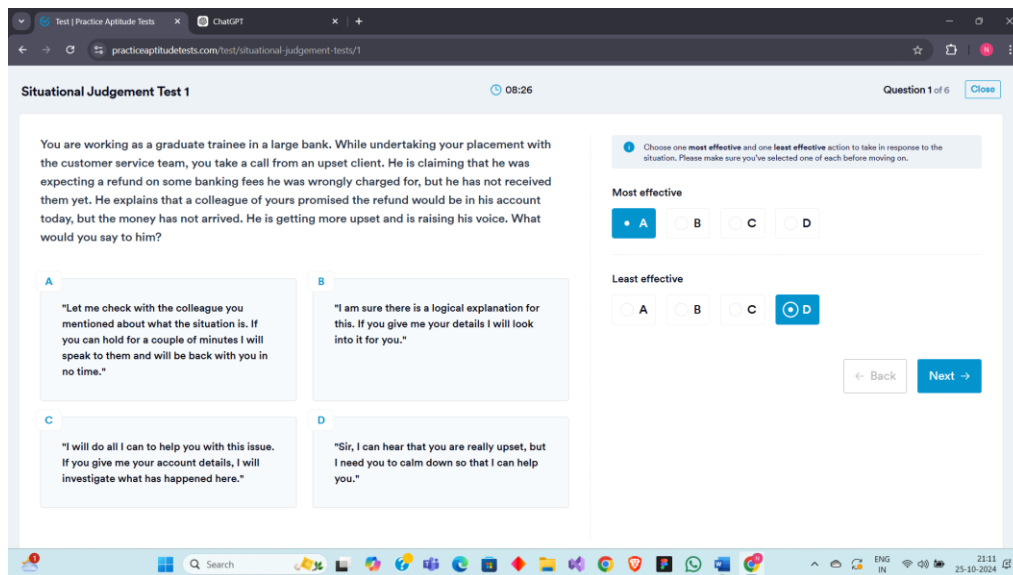 Test | Practice Aptitude Tests
ChatGPT
practiceaptitudetests.com/test/situational-judgement-tests/1
N
Situational Judgement Test 1
08:26
Question 1 of 6
Close
You are working as a graduate trainee in a large bank. While undertaking your placement with
the customer service team, you take a call from an upset client. He is claiming that he was
expecting a refund on some banking fees he was wrongly charged for, but he has not received
them yet. He explains that a colleague of yours promised the refund would be in his account
today, but the money has not arrived. He is getting more upset and is raising his voice. What
would you say to him?
A
"Let me check with the colleague you
mentioned about what the situation is. If
you can hold for a couple of minutes I will
speak to them and will be back with you in
no time."
B
"I am sure there is a logical explanation for
this. If you give me your details I will look
into it for you."
C
"I will do all I can to help you with this issue.
If you give me your account details, I will
investigate what has happened here."
D
"Sir, I can hear that you are really upset, but
I need you to calm down so that I can help
you."
Choose one most effective and one least effective action to take in response to the
situation. Please make sure you've selected one of each before moving on.
Most effective
A B C D
Least effective
A B C D
← Back
Next →
1
Search
ENG
IN
21:11
25-10-2024